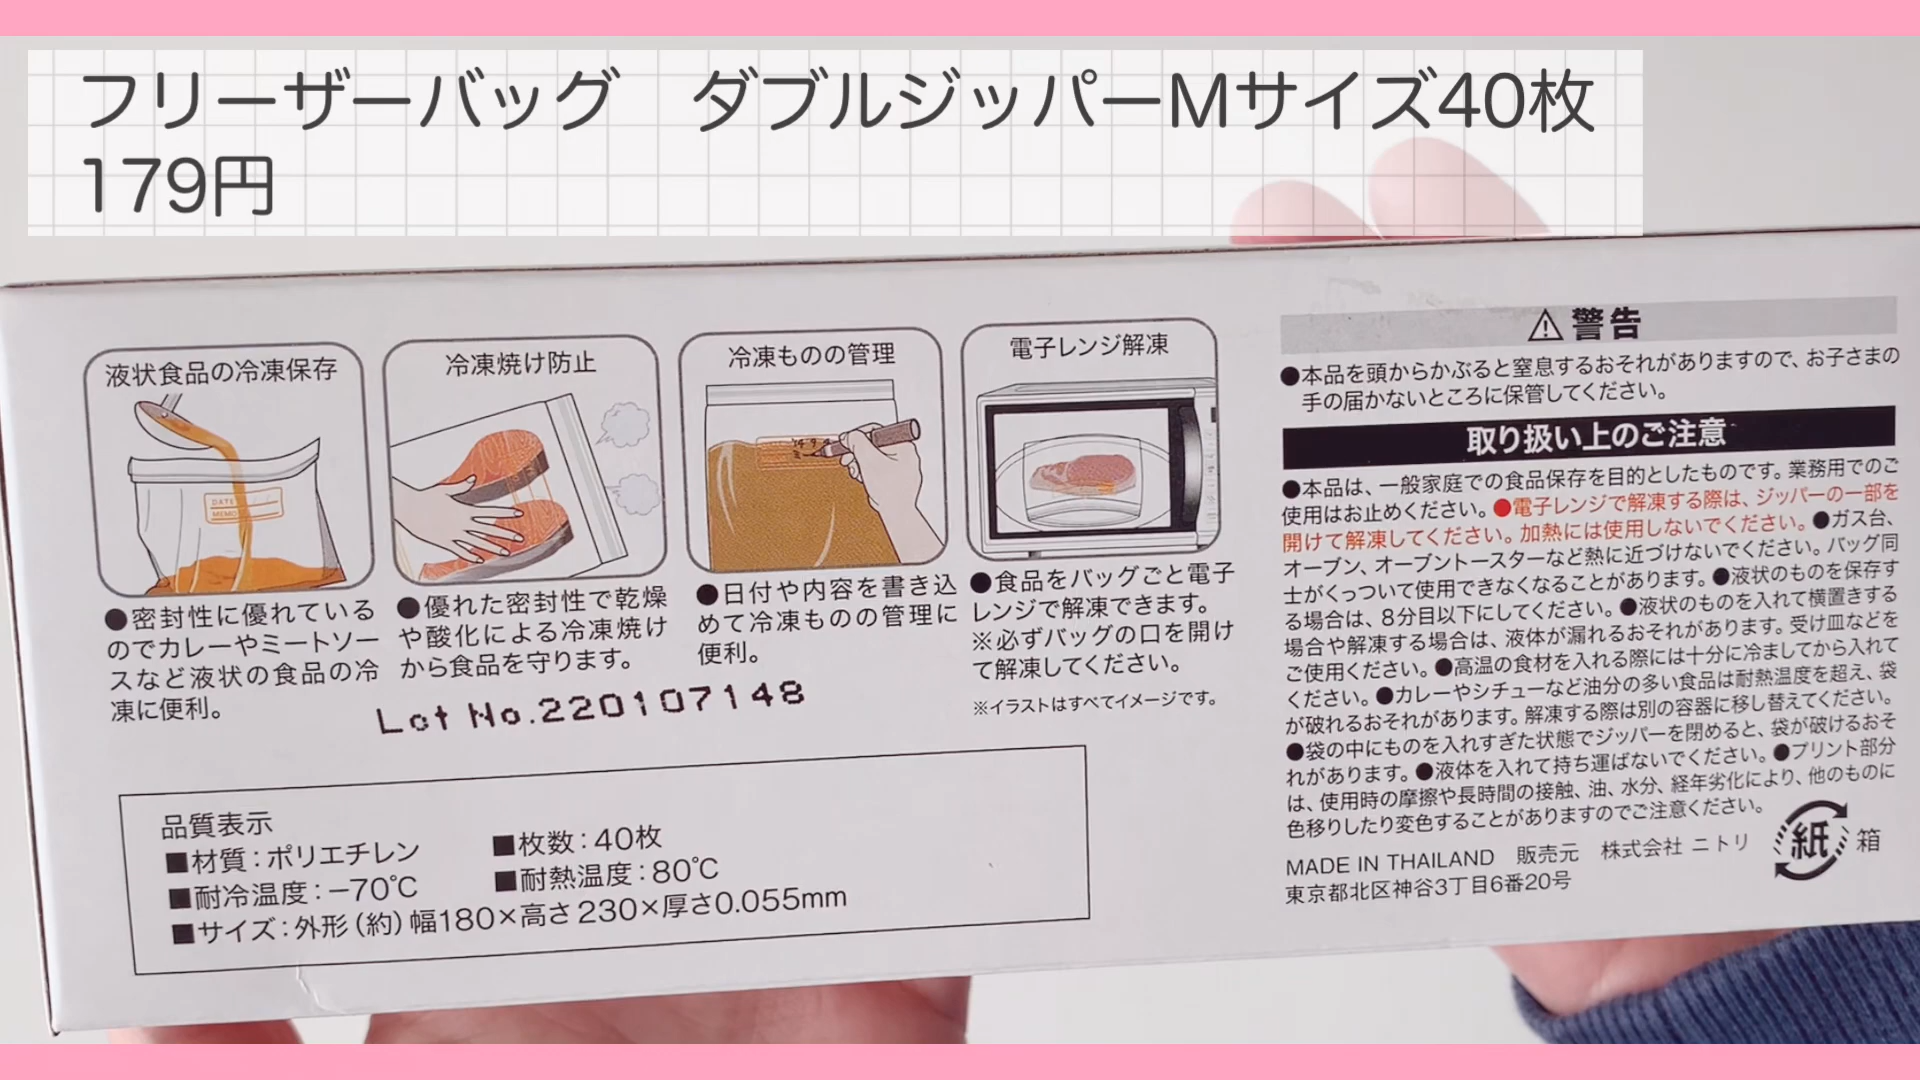 フリーザーバッグ　ダブルジッパーMサイズ40枚
179円
液状食品の冷凍保存
DATE
MEMO
●密封性に優れている
のでカレーやミートソー
スなど液状の食品の冷
凍に便利。
冷凍焼け防止
●優れた密封性で乾燥
や酸化による冷凍焼け
から食品を守ります。
冷凍ものの管理
●日付や内容を書き込
めて冷凍ものの管理に
便利。
電子レンジ解凍
●食品をバッグごと電子
レンジで解凍できます。
※必ずバッグの口を開け
て解凍してください。
※イラストはすべてイメージです。
Lot No.220107148
品質表示
■材質：ポリエチレン　■枚数：40枚
■耐冷温度：−70℃　■耐熱温度：80℃
■サイズ：外形（約）幅180×高さ230×厚さ0.055mm
⚠警告
●本品を頭からかぶると窒息するおそれがありますので、お子さまの
手の届かないところに保管してください。
取り扱い上のご注意
●本品は、一般家庭での食品保存を目的としたものです。業務用でのご
使用はお止めください。●電子レンジで解凍する際は、ジッパーの一部を
開けて解凍してください。加熱には使用しないでください。●ガス台、
オーブン、オーブントースターなど熱に近づけないでください。バッグ同
士がくっついて使用できなくなることがあります。●液状のものを保存す
る場合は、8分目以下にしてください。●液状のものを入れて横置きする
場合や解凍する場合は、液体が漏れるおそれがあります。受け皿などを
ご使用ください。●高温の食材を入れる際には十分に冷ましてから入れて
ください。●カレーやシチューなど油分の多い食品は耐熱温度を超え、袋
が破れるおそれがあります。解凍する際は別の容器に移し替えてください。
●袋の中にものを入れすぎた状態でジッパーを閉めると、袋が破けるおそ
れがあります。●液体を入れて持ち運ばないでください。●プリント部分
は、使用時の摩擦や長時間の接触、油、水分、経年劣化により、他のものに
色移りしたり変色することがありますのでご注意ください。
MADE IN THAILAND　販売元　株式会社 ニトリ
東京都北区神谷3丁目6番20号
紙 箱